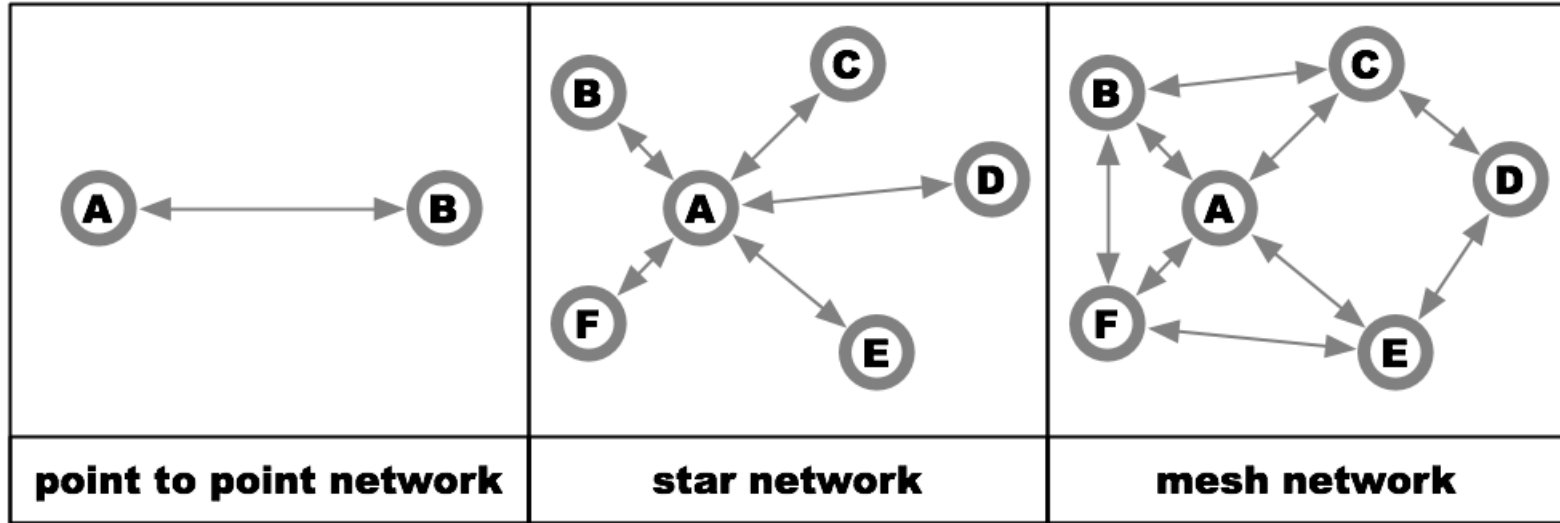 A
B
B
C
A
D
F
E
B
C
A
D
F
E
point to point network
star network
mesh network